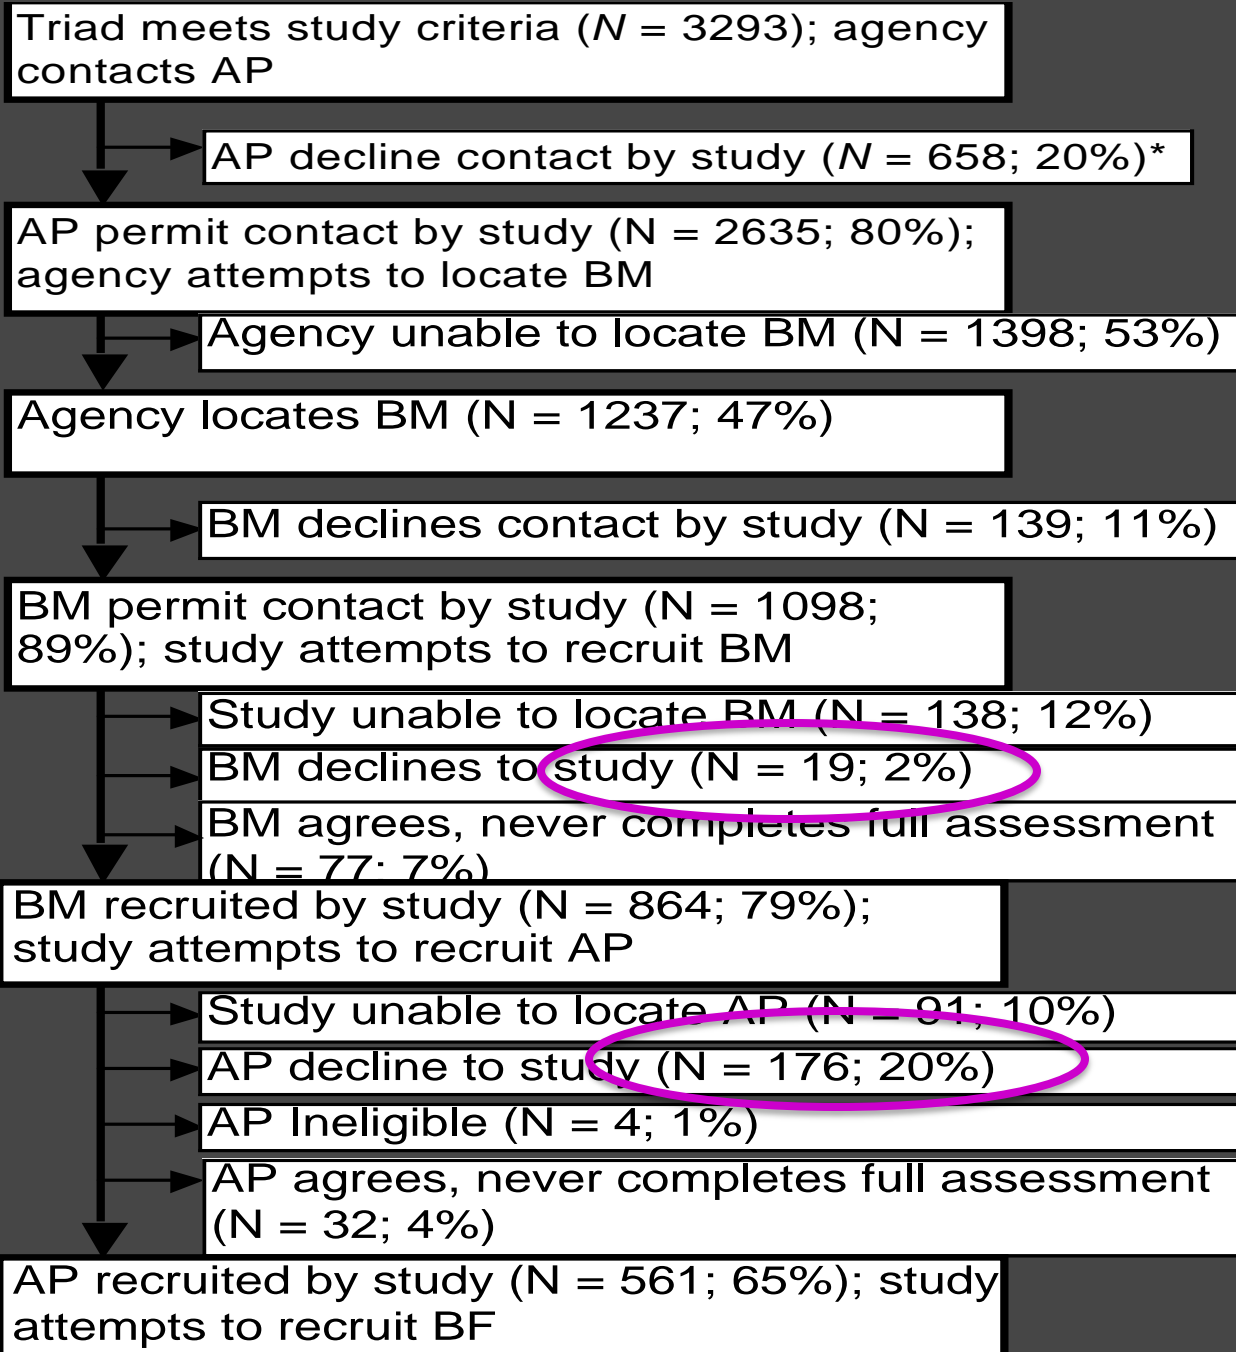 Triad meets study criteria (N = 3293); agency
contacts AP
AP decline contact by study (N = 658; 20%)*
AP permit contact by study (N = 2635; 80%);
agency attempts to locate BM
Agency unable to locate BM (N = 1398; 53%)
Agency locates BM (N = 1237; 47%)
BM declines contact by study (N = 139; 11%)
BM permit contact by study (N = 1098;
89%); study attempts to recruit BM
Study unable to locate BM (N = 138; 12%)
BM declines to study (N = 19; 2%)
BM agrees, never completes full assessment
(N = 77; 7%)
BM recruited by study (N = 864; 79%);
study attempts to recruit AP
Study unable to locate AP (N = 91; 10%)
AP decline to study (N = 176; 20%)
AP Ineligible (N = 4; 1%)
AP agrees, never completes full assessment
(N = 32; 4%)
AP recruited by study (N = 561; 65%); study
attempts to recruit BF